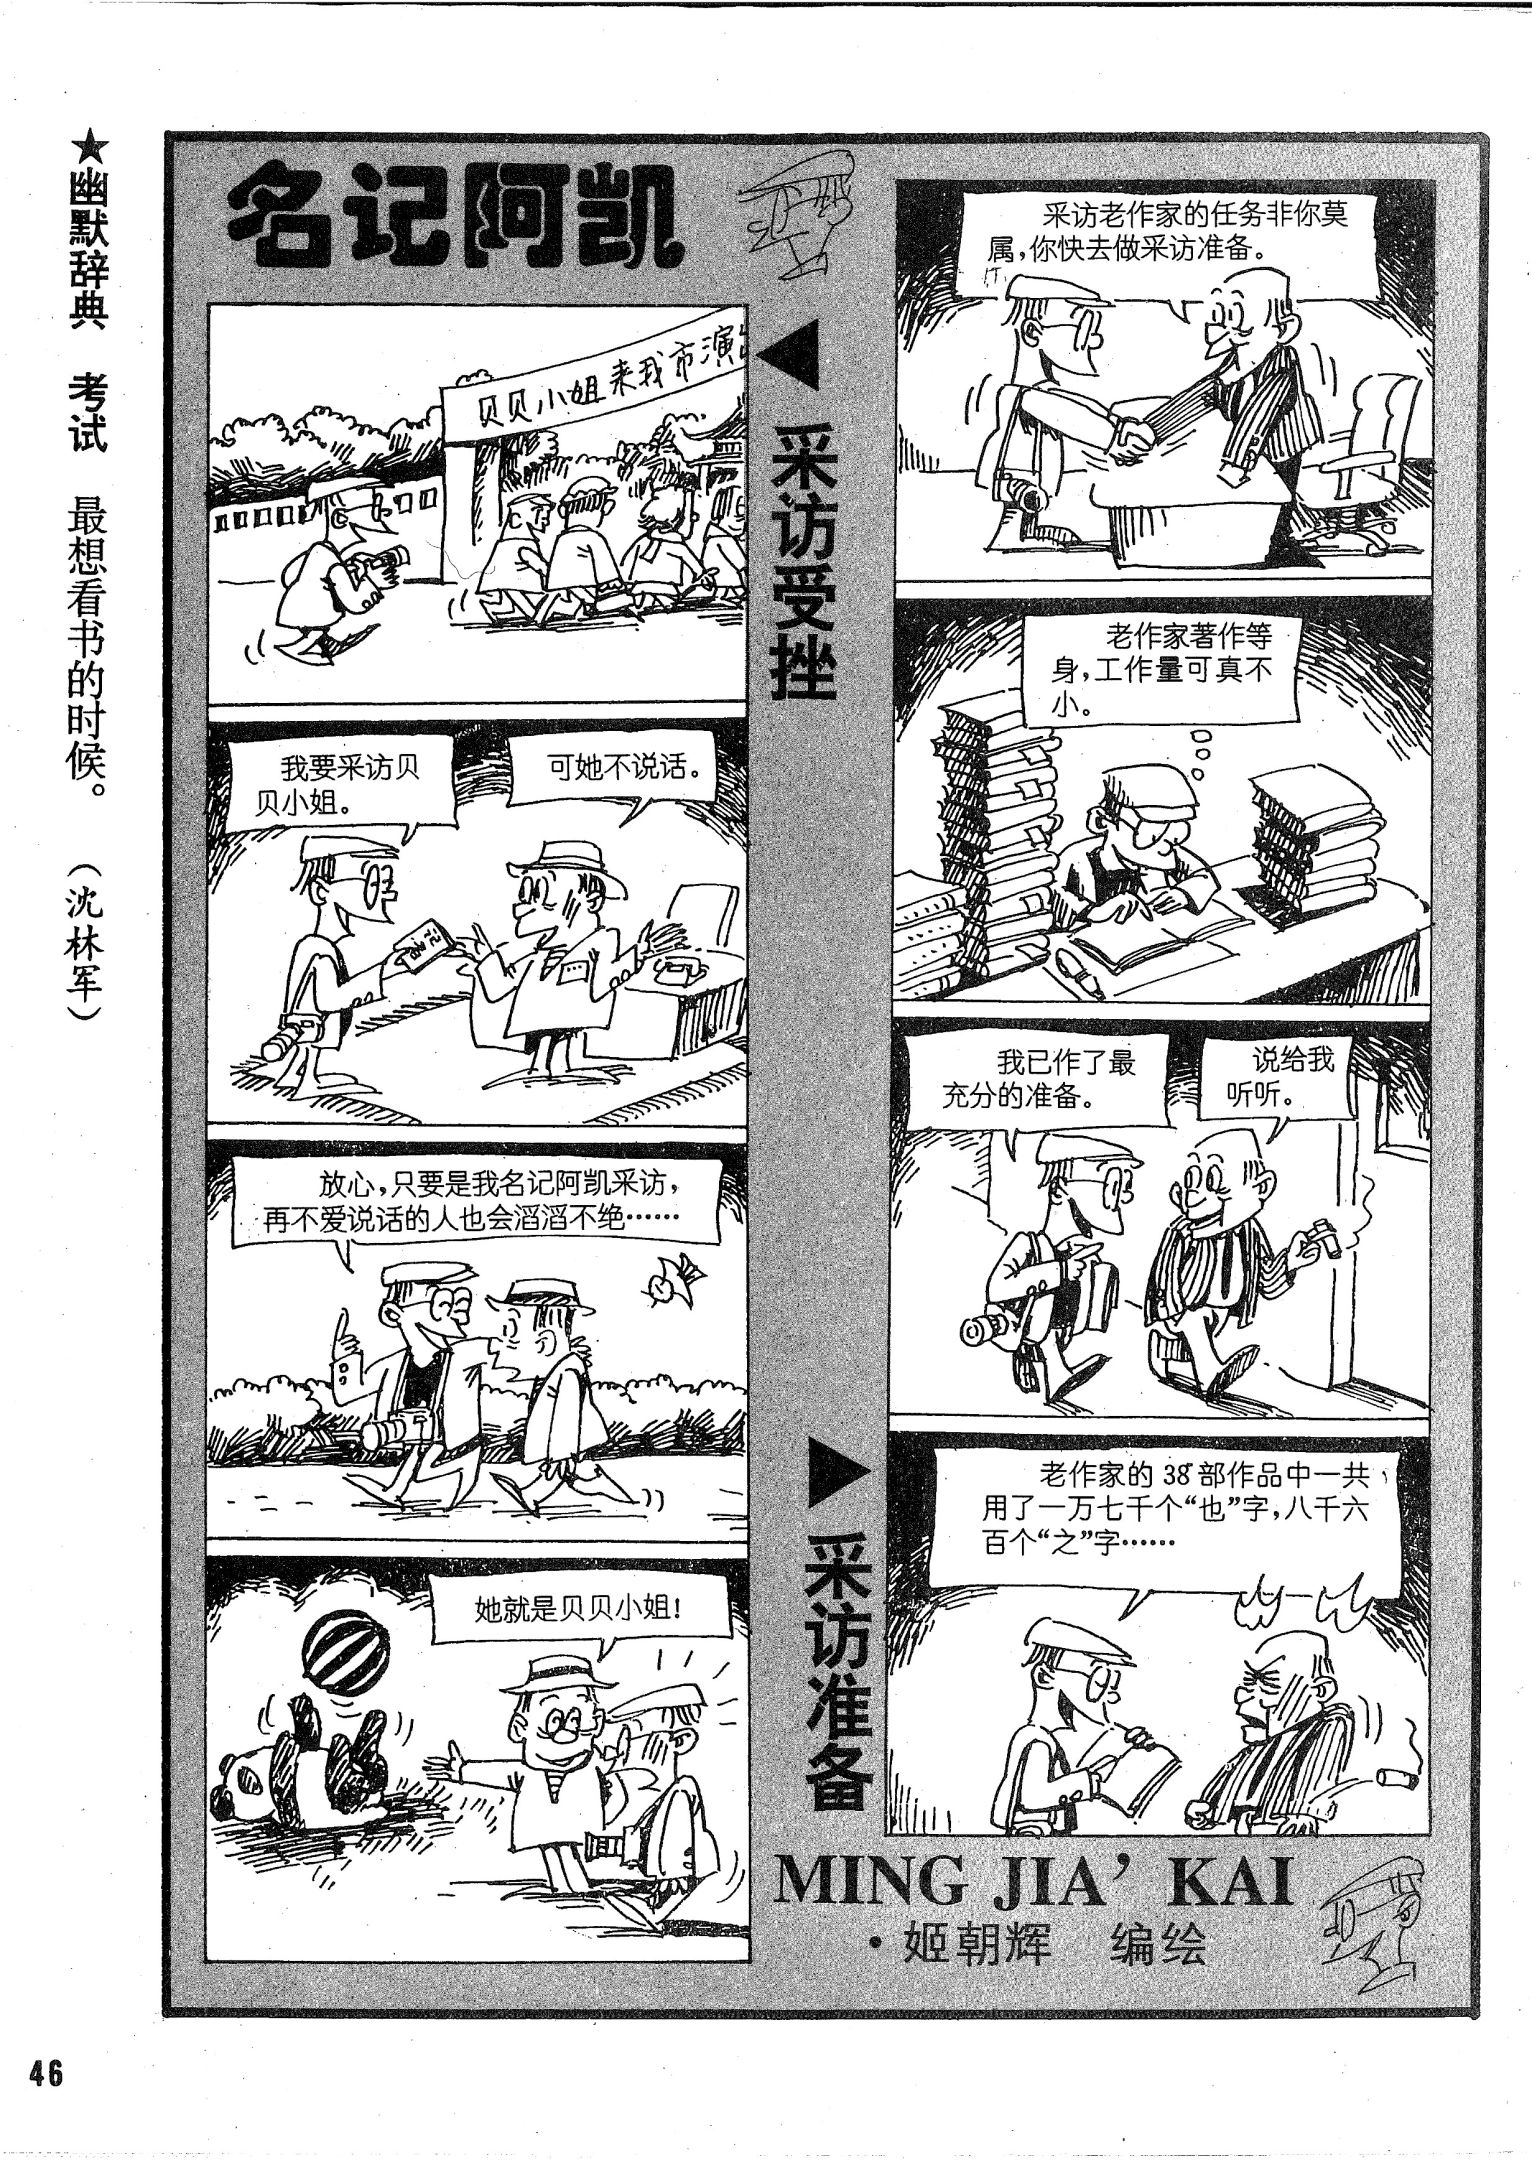 ★幽默辞典 考试 最想看书的时候。 （沈林军）
名记阿凯
采访受挫
贝贝小姐来我市演
我要采访贝
贝小姐。
可她不说话。
记者
放心，只要是我名记阿凯采访，
再不爱说话的人也会滔滔不绝……
她就是贝贝小姐！
采访准备
采访老作家的任务非你莫
属，你快去做采访准备。
老作家著作等
身，工作量可真不
小。
我已作了最
充分的准备。
说给我
听听。
老作家的38部作品中一共
用了一万七千个“也”字，八千六
百个“之”字……
MING JIA’ KAI
·姬朝辉 编绘
46